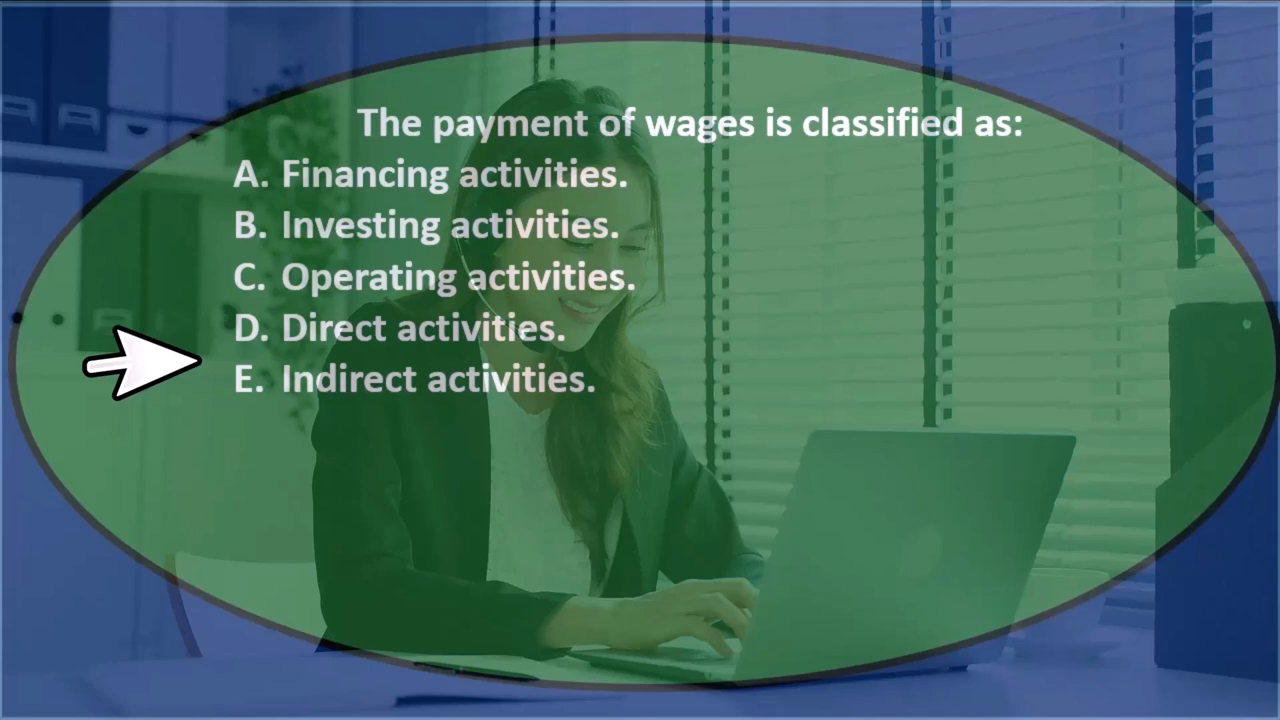 The payment of wages is classified as:
A. Financing activities.
B. Investing activities.
C. Operating activities.
D. Direct activities.
E. Indirect activities.